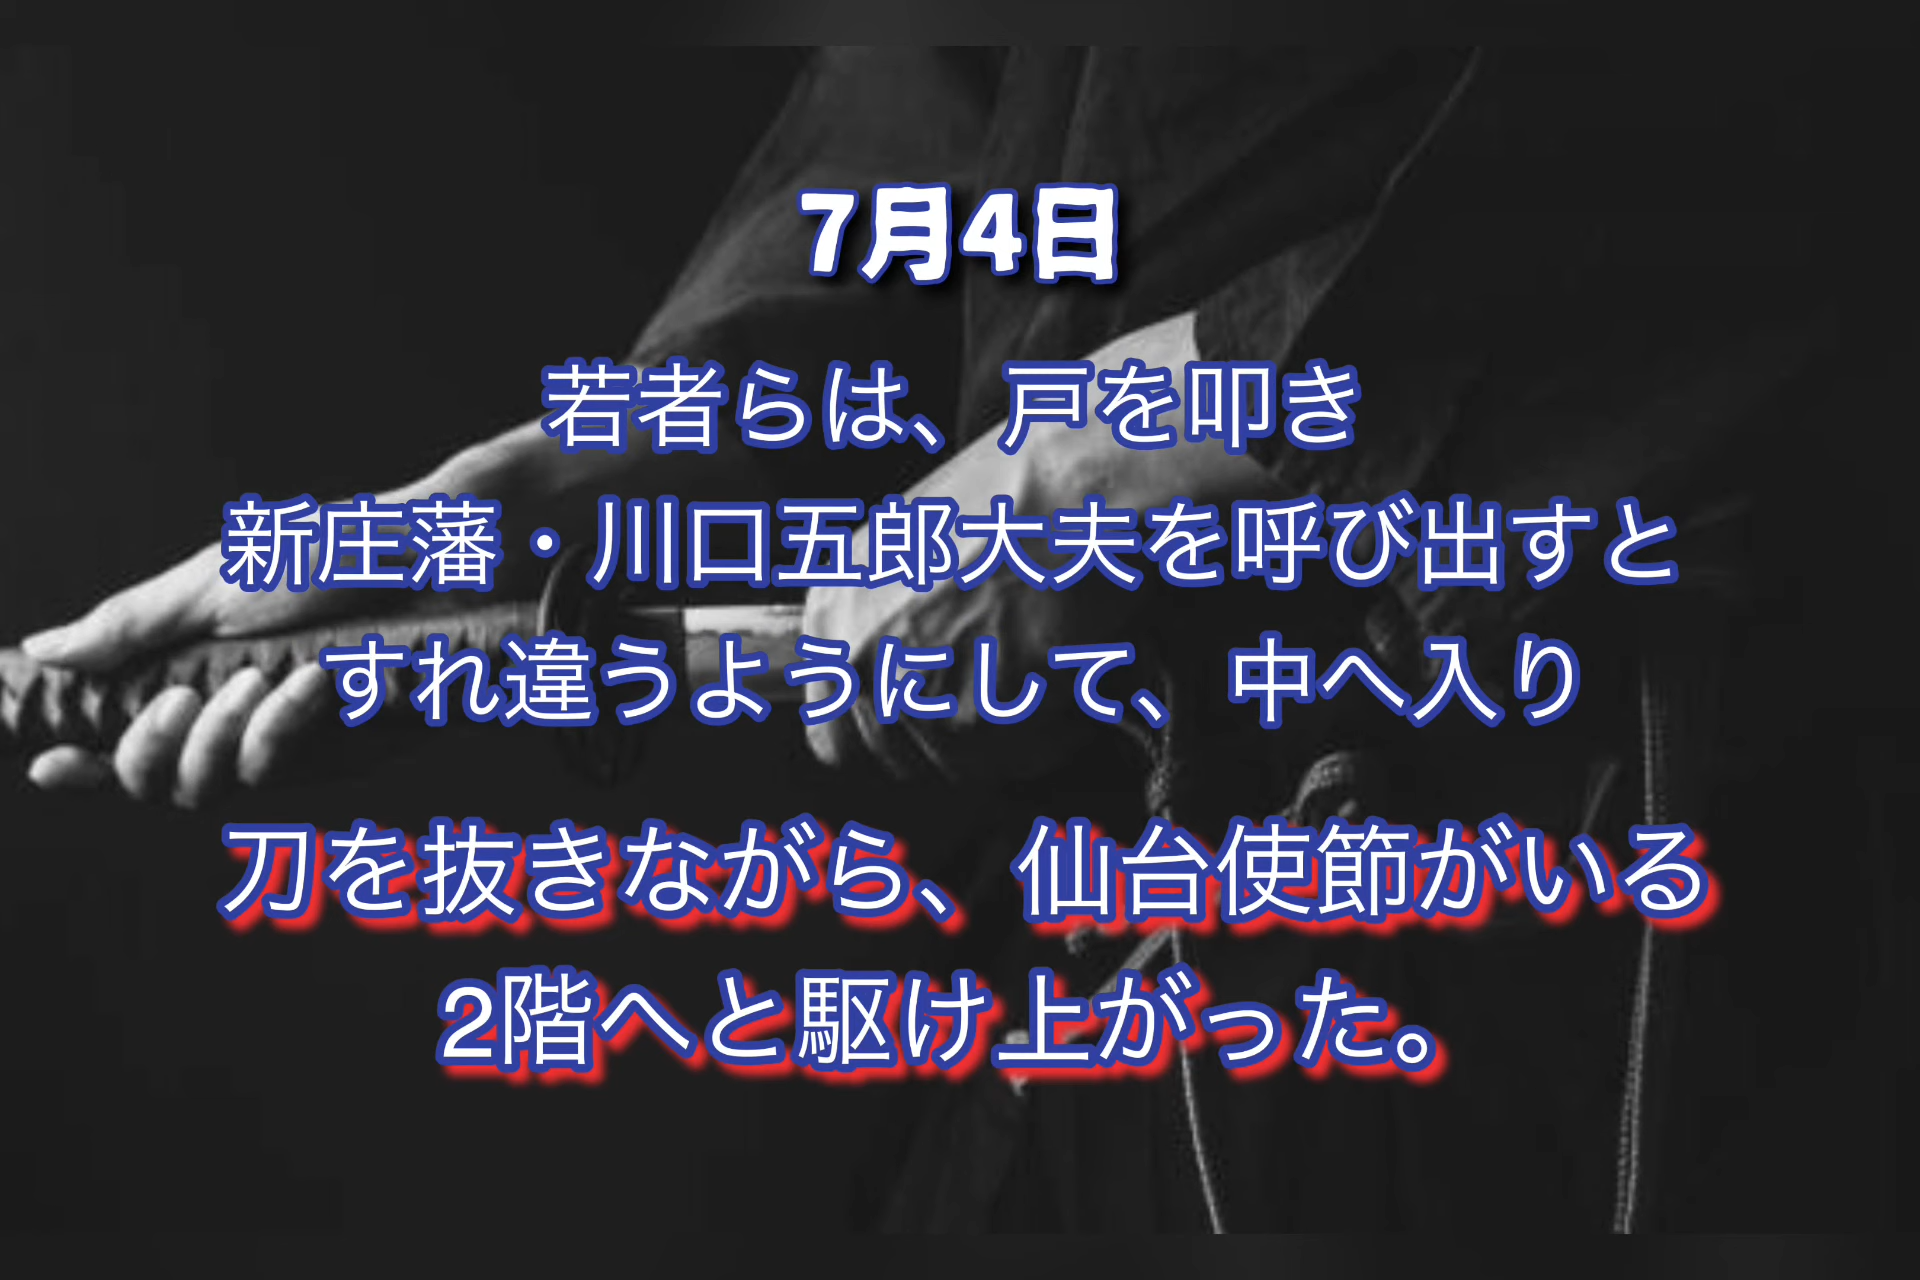 7月4日
若者らは、戸を叩き
新庄藩・川口五郎大夫を呼び出すと
すれ違うようにして、中へ入り
刀を抜きながら、仙台使節がいる
2階へと駆け上がった。